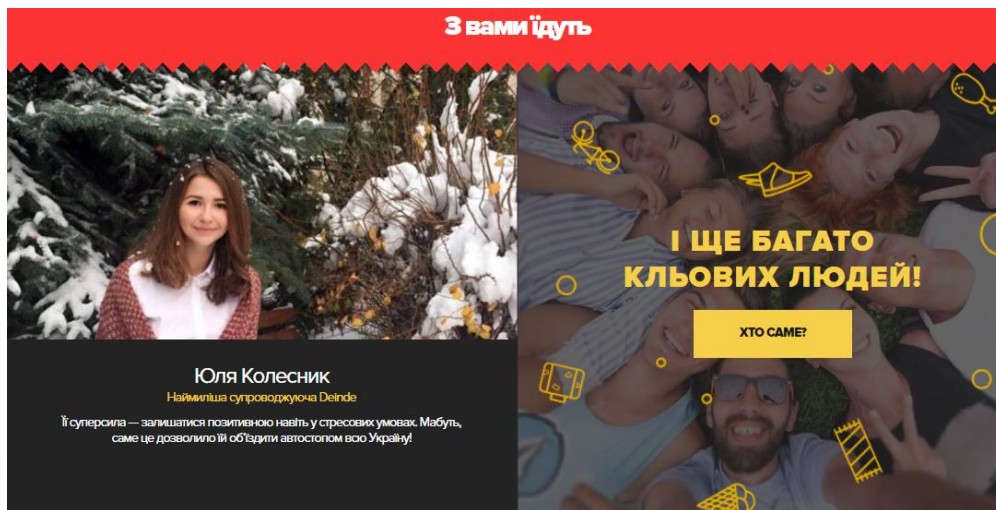 З вами їдуть
Юля Колесник
Наймиліша супроводжуюча Deinde
Її суперсила — залишатися позитивною навіть у стресових умовах. Мабуть,
саме це дозволило їй об'їздити автостопом всю Україну!
І ЩЕ БАГАТО
КЛЬОВИХ ЛЮДЕЙ!
ХТО САМЕ?